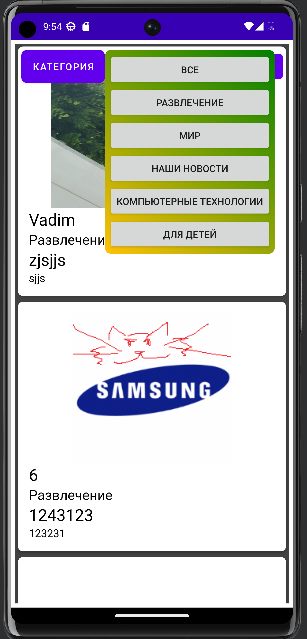 9:54
КАТЕГОРИЯ
ВСЕ
РАЗВЛЕЧЕНИЕ
МИР
НАШИ НОВОСТИ
КОМПЬЮТЕРНЫЕ ТЕХНОЛОГИИ
ДЛЯ ДЕТЕЙ
Vadim
Развлечени
zjsjjs
sjjs
SAMSUNG
6
Развлечение
1243123
123231